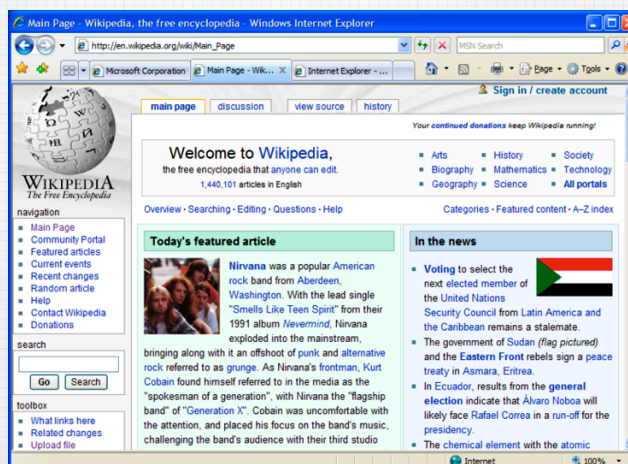 Main Page - Wikipedia, the free encyclopedia - Windows Internet Explorer
http://en.wikipedia.org/wiki/Main_Page
MSN Search
Microsoft Corporation
Main Page - Wik...
Internet Explorer - ...
Page
Tools
Sign in / create account
main page
discussion
view source
history
Your continued donations keep Wikipedia running!
WIKIPEDIA
The Free Encyclopedia
Welcome to Wikipedia,
the free encyclopedia that anyone can edit.
1,440,101 articles in English
Arts History Society
Biography Mathematics Technology
Geography Science All portals
Overview · Searching · Editing · Questions · Help
Categories · Featured content · A–Z index
navigation
Main Page
Community Portal
Featured articles
Current events
Recent changes
Random article
Help
Contact Wikipedia
Donations
search
Go Search
toolbox
What links here
Related changes
Upload file
Today's featured article
Nirvana was a popular American
rock band from Aberdeen,
Washington. With the lead single
"Smells Like Teen Spirit" from their
1991 album Nevermind, Nirvana
exploded into the mainstream,
bringing along with it an offshoot of punk and alternative
rock referred to as grunge. As Nirvana's frontman, Kurt
Cobain found himself referred to in the media as the
"spokesman of a generation", with Nirvana the "flagship
band" of "Generation X". Cobain was uncomfortable with
the attention, and placed his focus on the band's music,
challenging the band's audience with their third studio
In the news
Voting to select the
next elected member of
the United Nations
Security Council from Latin America and
the Caribbean remains a stalemate.
The government of Sudan (flag pictured)
and the Eastern Front rebels sign a peace
treaty in Asmara, Eritrea.
In Ecuador, results from the general
election indicate that Álvaro Noboa will
likely face Rafael Correa in a run-off for the
presidency.
The chemical element with the atomic
Internet
100%